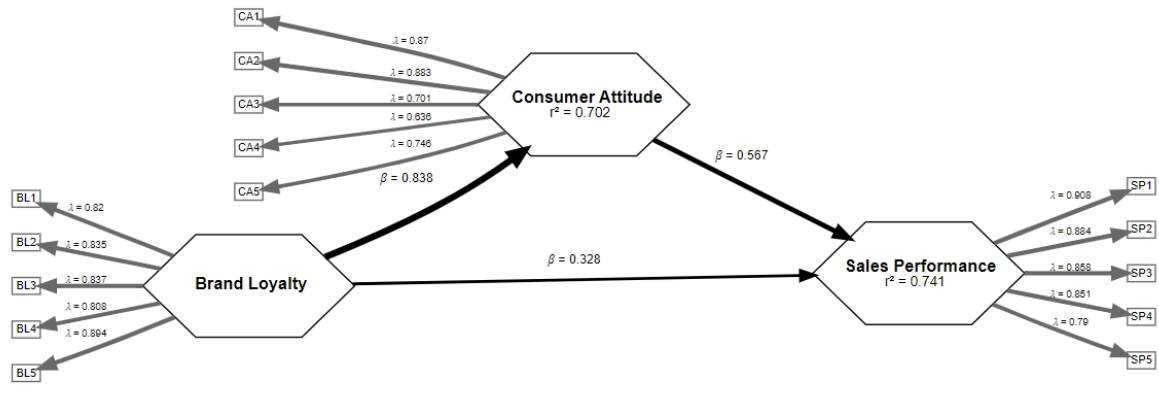 CA1
λ = 0.87
CA2
λ = 0.883
CA3
λ = 0.701
CA4
λ = 0.636
CA5
λ = 0.746
Consumer Attitude
r² = 0.702
β = 0.838
β = 0.567
BL1
λ = 0.82
BL2
λ = 0.835
BL3
λ = 0.837
BL4
λ = 0.808
BL5
λ = 0.894
Brand Loyalty
β = 0.328
Sales Performance
r² = 0.741
λ = 0.908
SP1
λ = 0.884
SP2
λ = 0.858
SP3
λ = 0.851
SP4
λ = 0.79
SP5